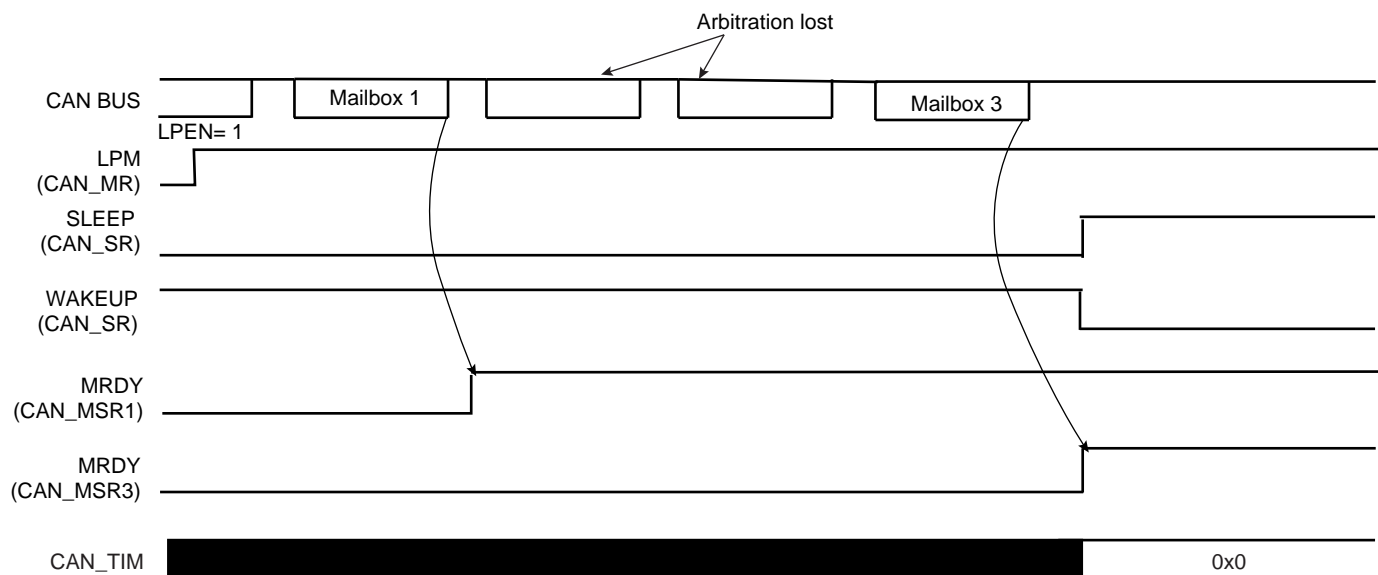 Arbitration lost
CAN BUS
Mailbox 1
Mailbox 3
LPEN= 1
LPM
(CAN_MR)
SLEEP
(CAN_SR)
WAKEUP
(CAN_SR)
MRDY
(CAN_MSR1)
MRDY
(CAN_MSR3)
CAN_TIM
0x0